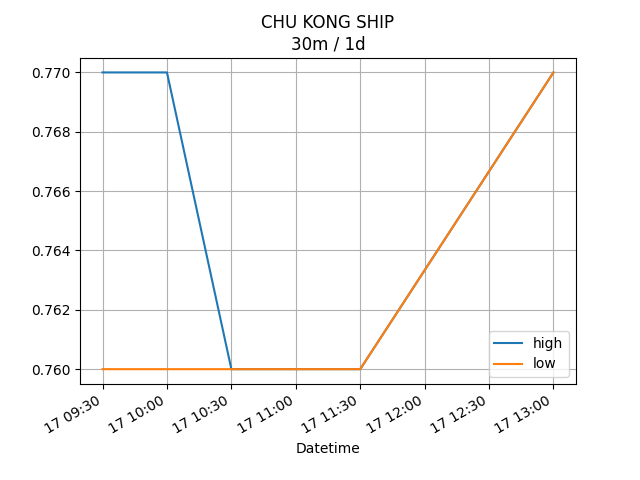 CHU KONG SHIP
30m / 1d
0.770
0.768
0.766
0.764
0.762
0.760
high
low
17 09:30
17 10:00
17 10:30
17 11:00
17 11:30
17 12:00
17 12:30
17 13:00
Datetime